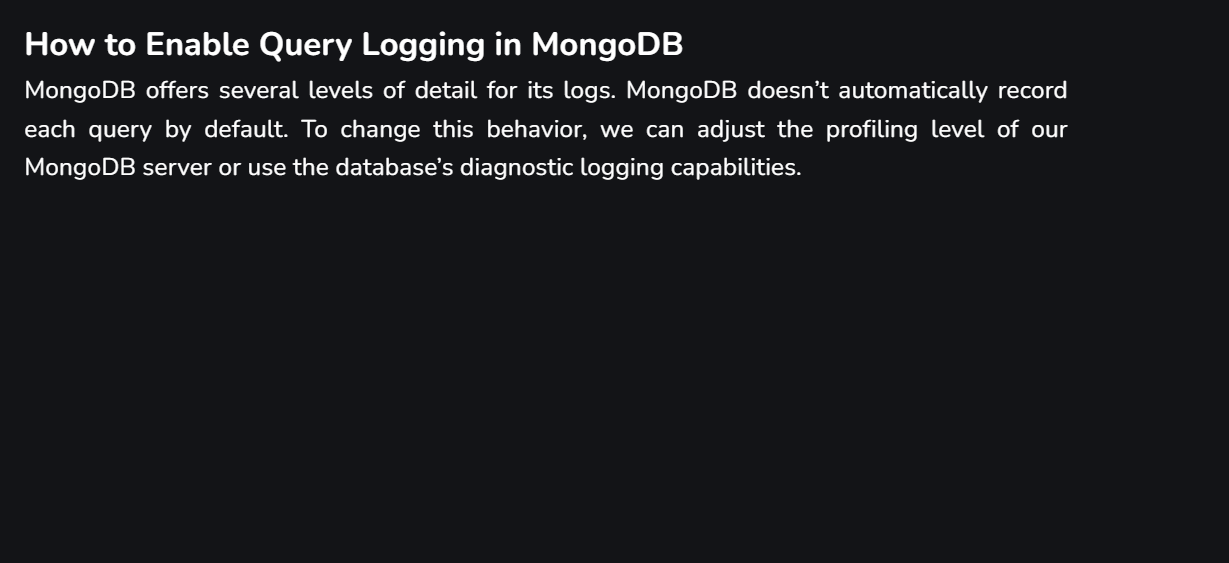 How to Enable Query Logging in MongoDB
MongoDB offers several levels of detail for its logs. MongoDB doesn’t automatically record
each query by default. To change this behavior, we can adjust the profiling level of our
MongoDB server or use the database’s diagnostic logging capabilities.